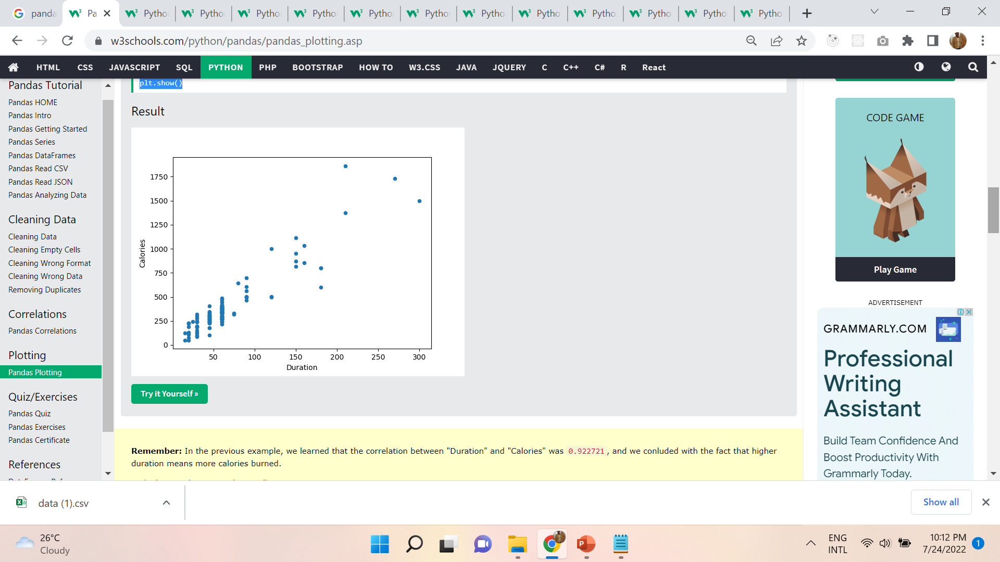 panda
Pa
Pytho
Pytho
Pytho
Pytho
Pytho
Pytho
Pytho
Pytho
Pytho
Pytho
Pytho
Pytho
w3schools.com/python/pandas/pandas_plotting.asp
HTML CSS JAVASCRIPT SQL PYTHON PHP BOOTSTRAP HOW TO W3.CSS JAVA JQUERY C C++ C# R React
Pandas Tutorial
Pandas HOME
Pandas Intro
Pandas Getting Started
Pandas Series
Pandas DataFrames
Pandas Read CSV
Pandas Read JSON
Pandas Analyzing Data
Cleaning Data
Cleaning Data
Cleaning Empty Cells
Cleaning Wrong Format
Cleaning Wrong Data
Removing Duplicates
Correlations
Pandas Correlations
Plotting
Pandas Plotting
Quiz/Exercises
Pandas Quiz
Pandas Exercises
Pandas Certificate
References
plt.show()
Result
1750
1500
1250
1000
750
500
250
0
Calories
50 100 150 200 250 300
Duration
Try it Yourself »
Remember: In the previous example, we learned that the correlation between "Duration" and "Calories" was 0.922721, and we conluded with the fact that higher
duration means more calories burned.
CODE GAME
Play Game
ADVERTISEMENT
GRAMMARLY.COM
Professional
Writing
Assistant
Build Team Confidence And
Boost Productivity With
Grammarly Today.
data (1).csv
Show all
26°C
Cloudy
ENG
INTL
10:12 PM
7/24/2022
1